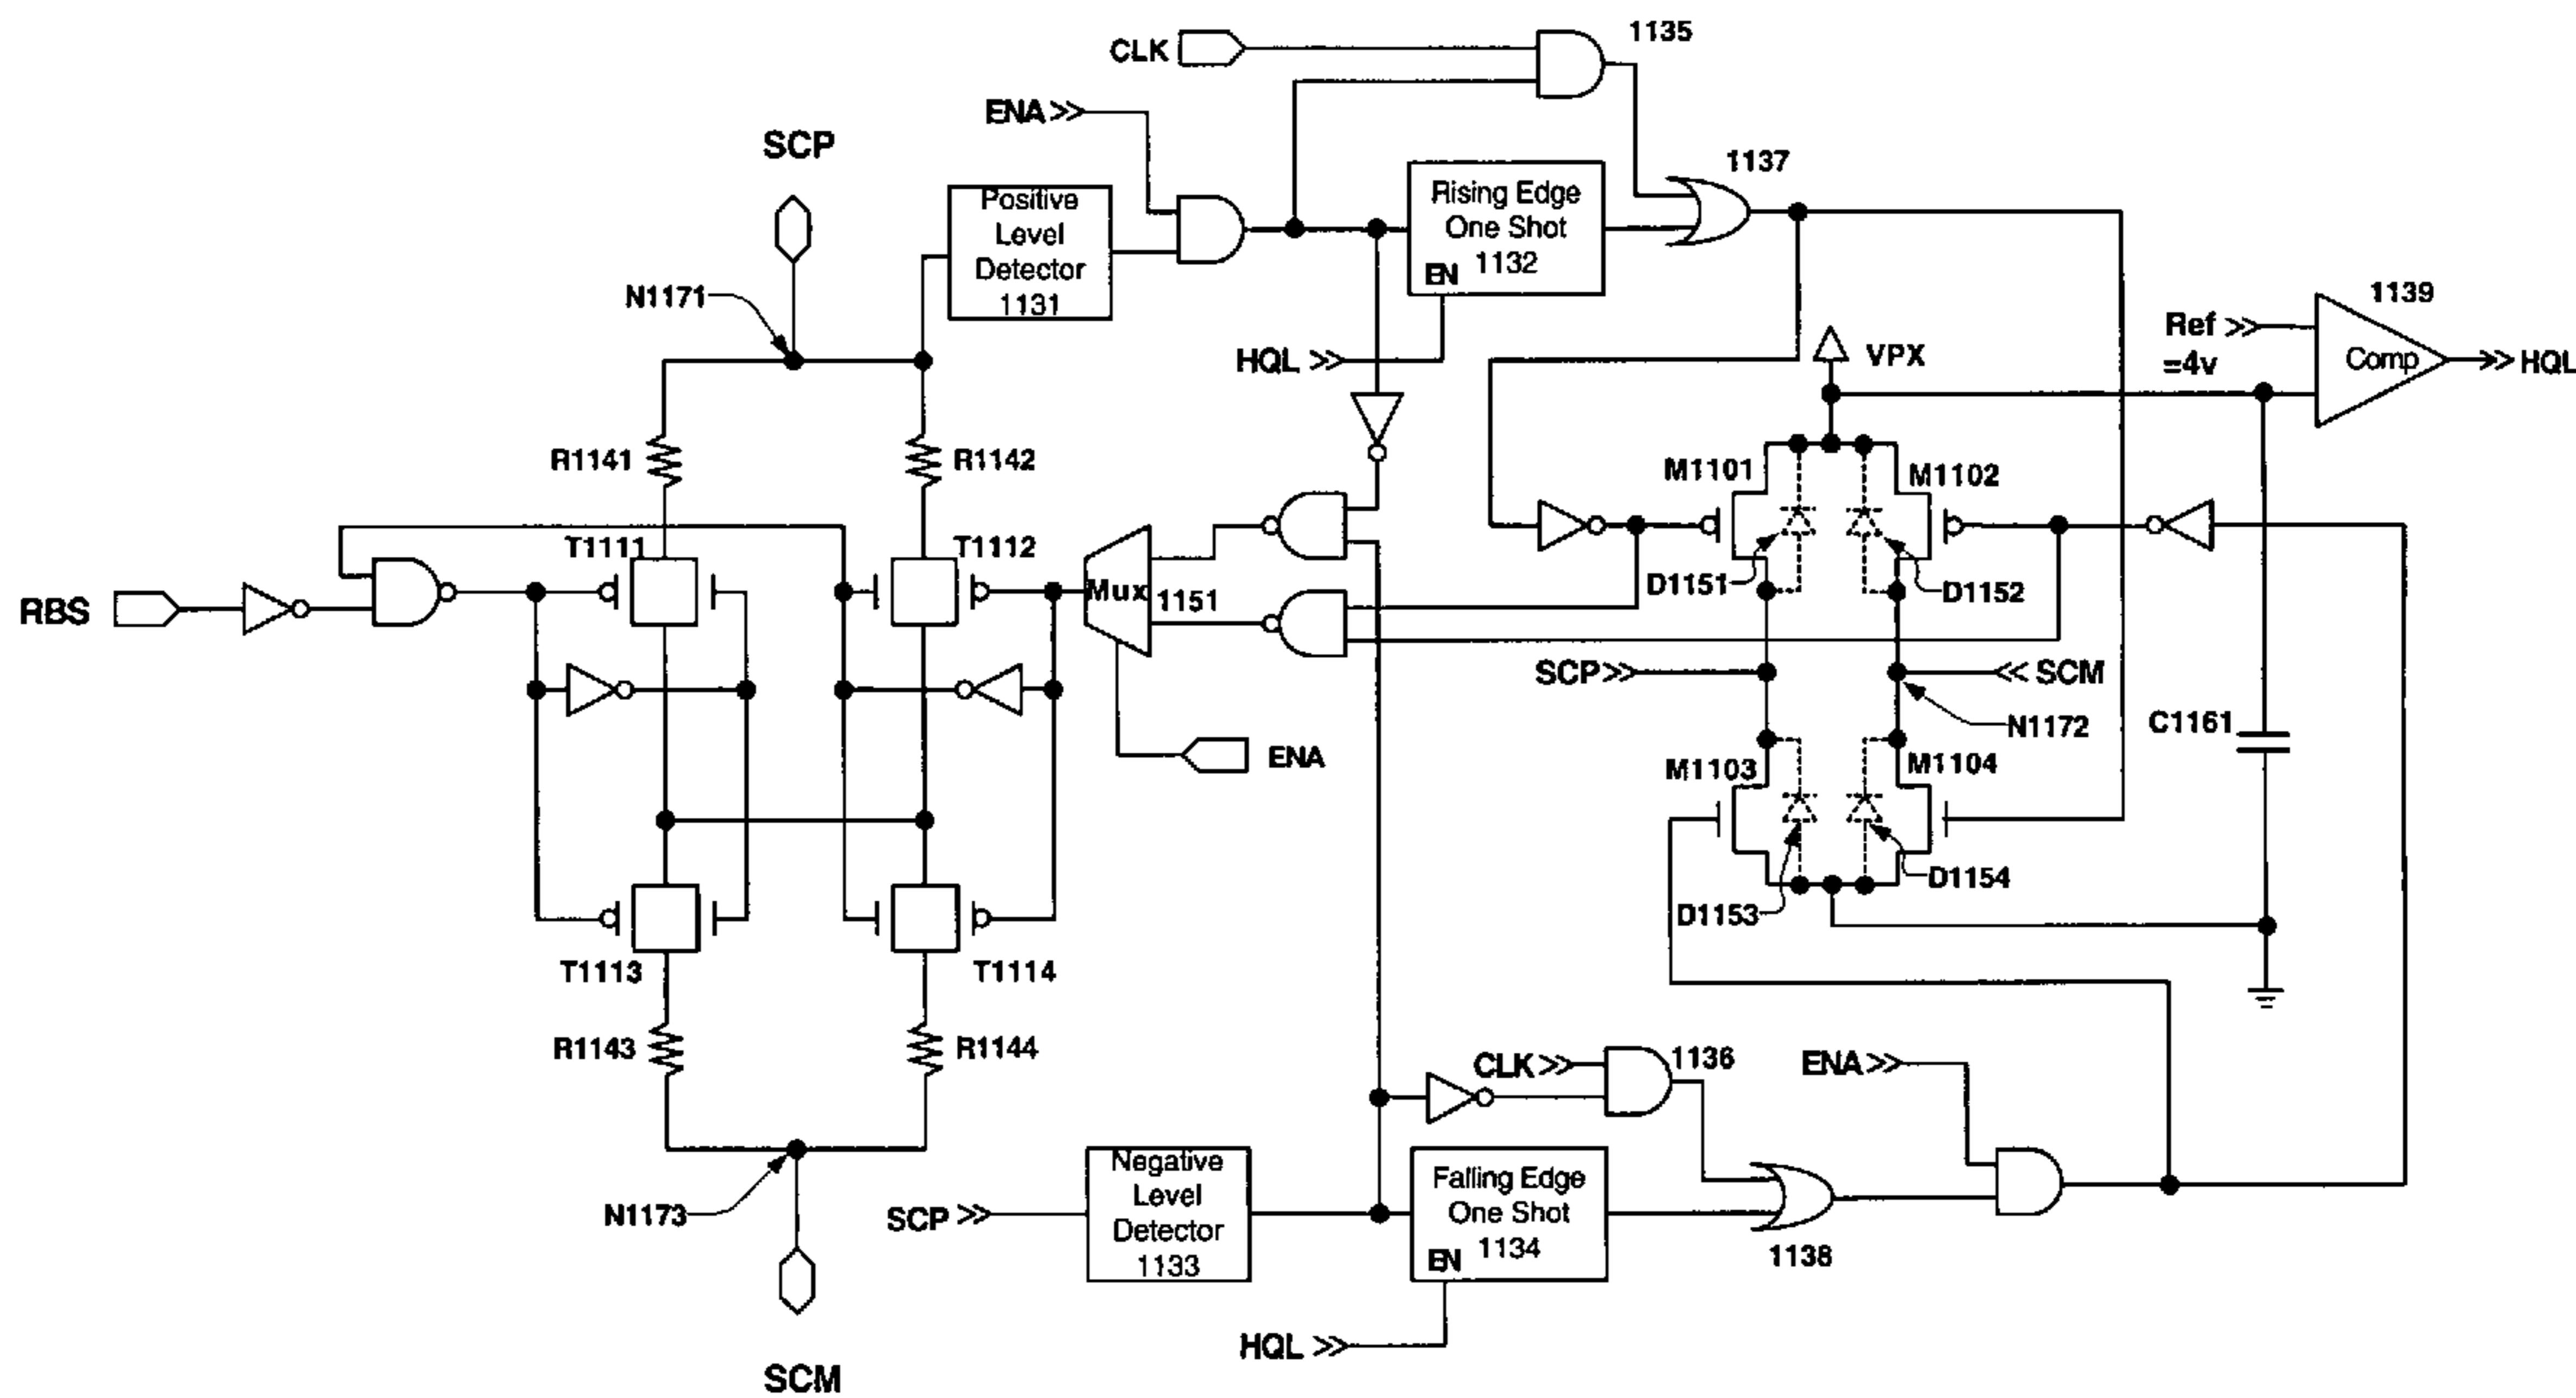 1135
CLK
ENA
SCP
1137
Positive
Level
Detector
1131
Rising Edge
One Shot
1132
EN
N1171
HQL
1139
Ref
=4v
Comp
HQL
VPX
R1141
R1142
M1101
M1102
T1111
T1112
RBS
Mux
1151
D1151
D1152
SCP
SCM
N1172
ENA
C1161
M1103
M1104
D1153
D1154
T1113
T1114
R1143
R1144
CLK
1136
ENA
N1173
SCP
Negative
Level
Detector
1133
Falling Edge
One Shot
1134
EN
1138
HQL
SCM